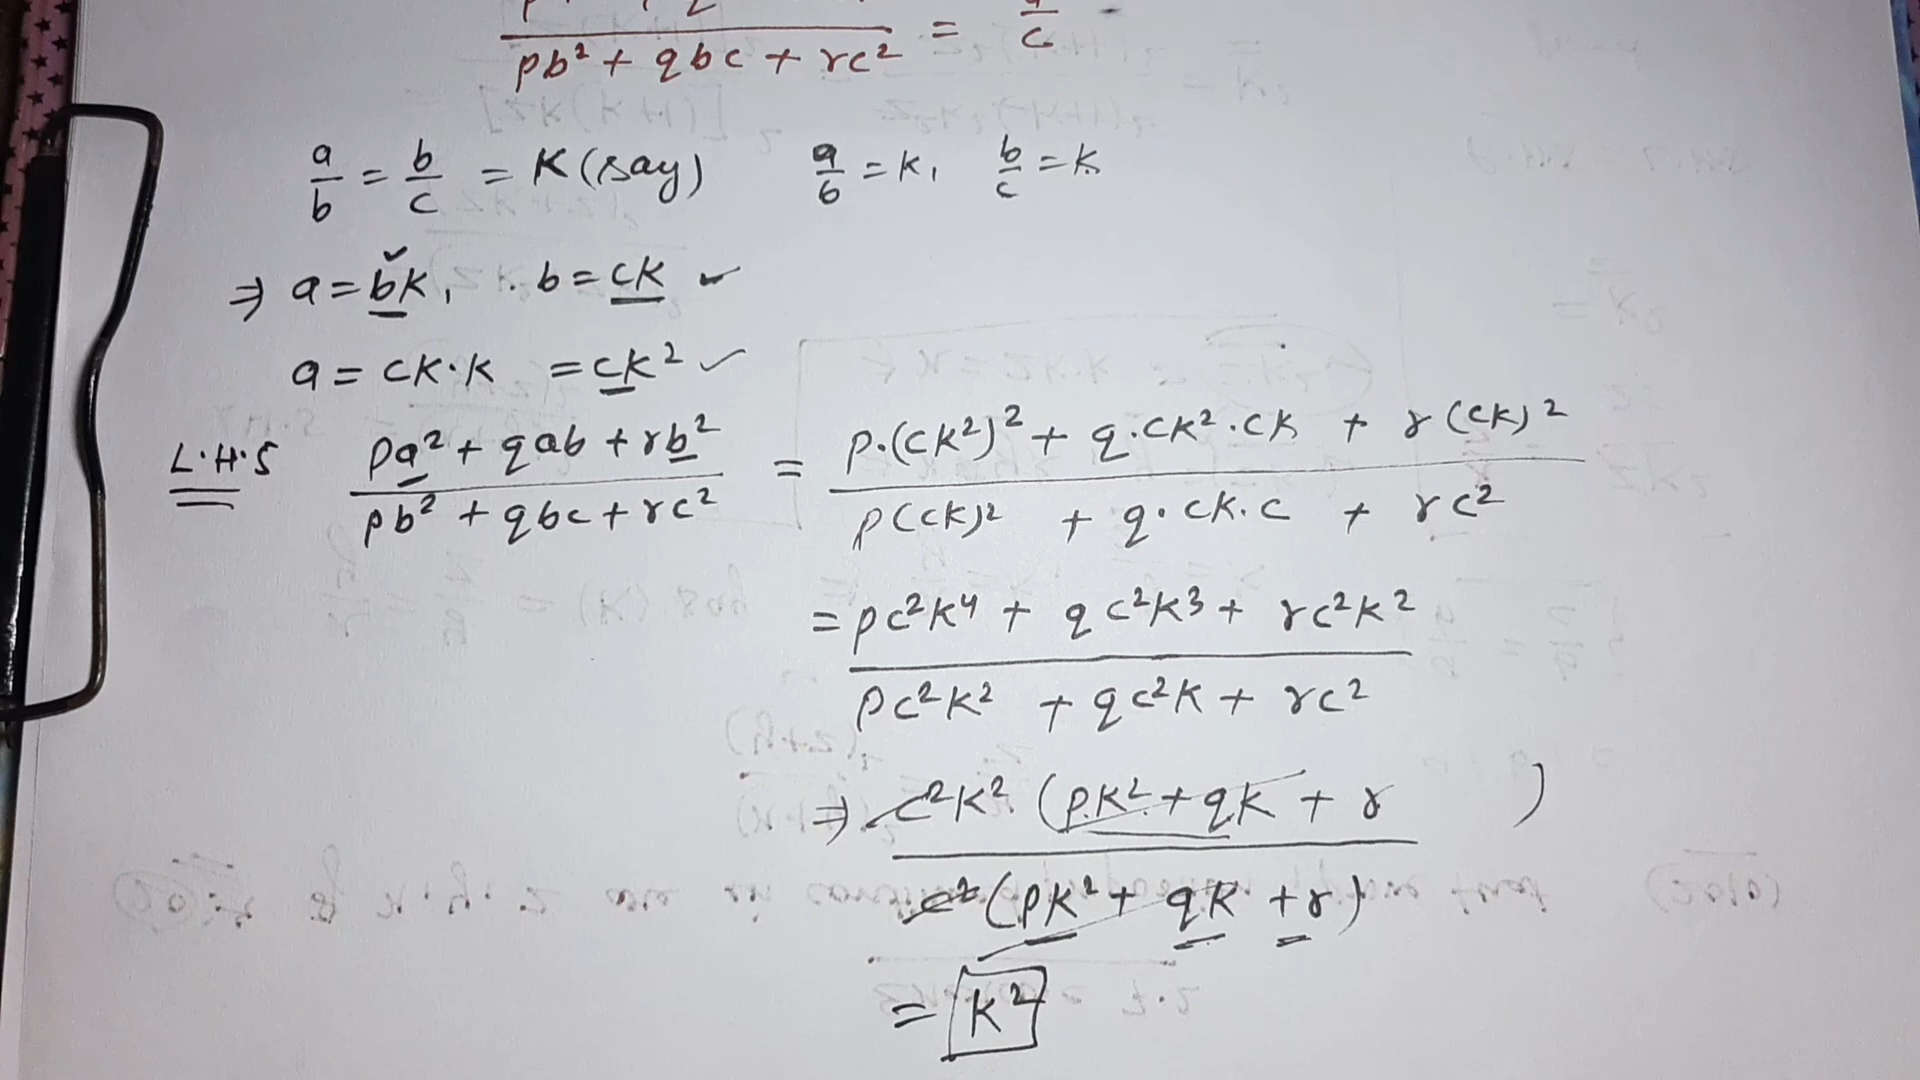 pb² + qbc + rc² = a/c
a/b = b/c = K (say) a/b = k, b/c = k
⇒ a = bk, b = ck ✓
a = ck·k = ck² ✓
L.H.S (pa² + qab + rb²)/(pb² + qbc + rc²) = (p·(ck²)² + q·ck²·ck + r(ck)²)/(p(ck)² + q·ck·c + rc²)
= (pc²k⁴ + qc²k³ + rc²k²)/(pc²k² + qc²k + rc²)
⇒ c²k² (pk² + qk + r)/c² (pk² + qk + r)
= k²